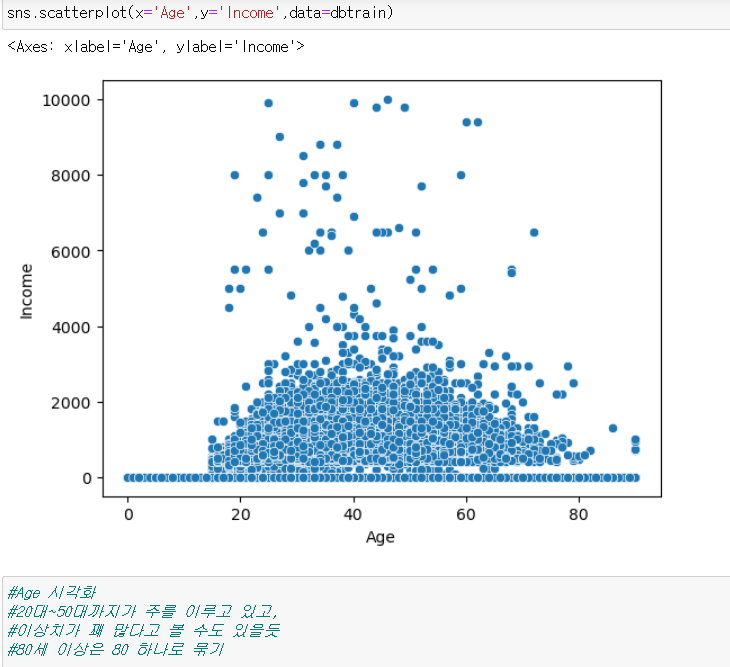 sns.scatterplot(x='Age',y='Income',data=dbtrain)
<Axes: xlabel='Age', ylabel='Income'>
10000
8000
6000
4000
2000
0
Income
0 20 40 60 80
Age
#Age 시각화
#20대~50대까지가 주를 이루고 있고,
#이상치가 꽤 많다고 볼 수도 있을듯
#80세 이상은 80 하나로 묶기